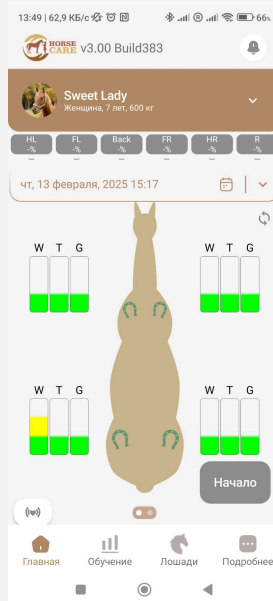 13:49 | 62,9 КБ/с
66
HORSE
CARE v3.00 Build383
Sweet Lady
Женщина, 7 лет, 600 кг
HL FL Back FR HR R
-% -% -% -% -% -%
чт, 13 февраля, 2025 15:17
W T G W T G
W T G W T G
Начало
Главная Обучение Лошади Подробнее